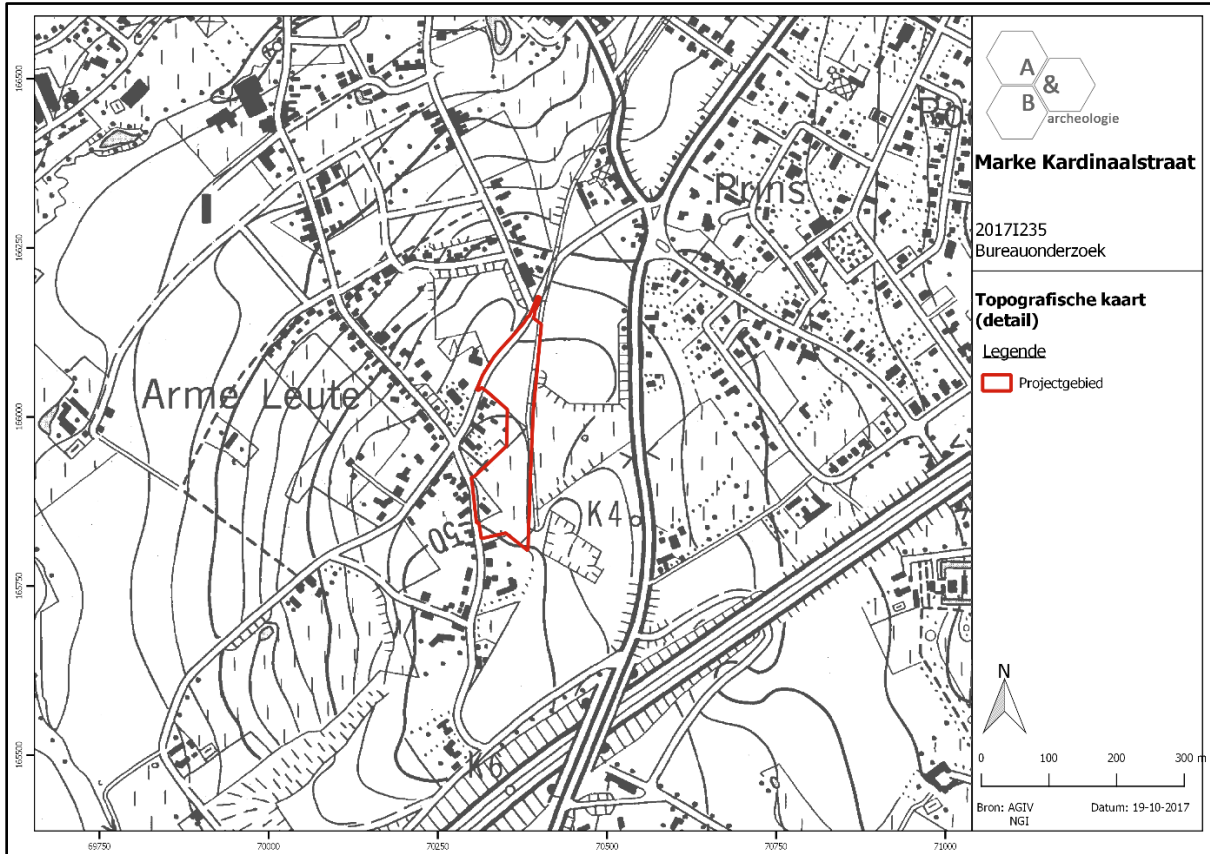 166500
166250
166000
165750
165500
69750
70000
70250
70500
70750
71000
Prins
Arme Leute
50
K4
K6
A
&
B
archeologie
Marke Kardinaalstraat
2017I235
Bureauonderzoek
Topografische kaart
(detail)
Legende
Projectgebied
N
0 100 200 300 m
Bron: AGIV
NGI
Datum: 19-10-2017